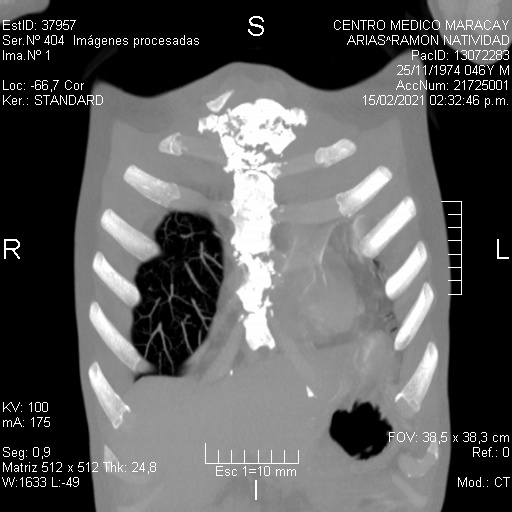 EstID: 37957
Ser.Nº 404 Imágenes procesadas
Ima.Nº 1
Loc: -66,7 Cor
Ker.: STANDARD
S
CENTRO MEDICO MARACAY
ARIAS^RAMON NATIVIDAD
PacID: 13072283
25/11/1974 046Y M
AccNum: 21725001
15/02/2021 02:32:46 p.m.
R
L
KV: 100
mA: 175
Seg: 0,9
Matriz 512 x 512 Thk: 24,8
W:1633 L:-49
Esc 1=10 mm
I
FOV: 38,5 x 38,3 cm
Ref.: 0
Mod.: CT